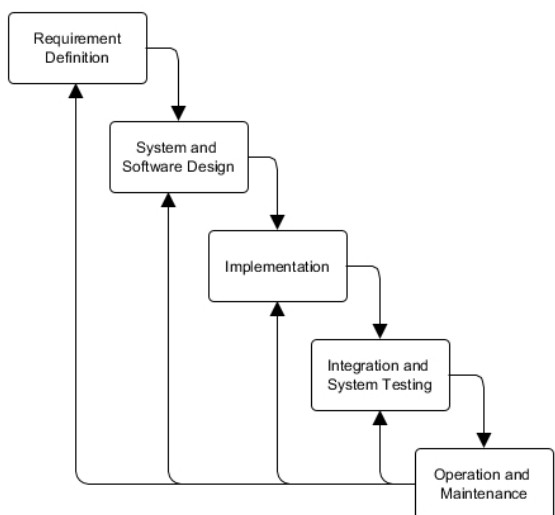 Requirement
Definition
System and
Software Design
Implementation
Integration and
System Testing
Operation and
Maintenance